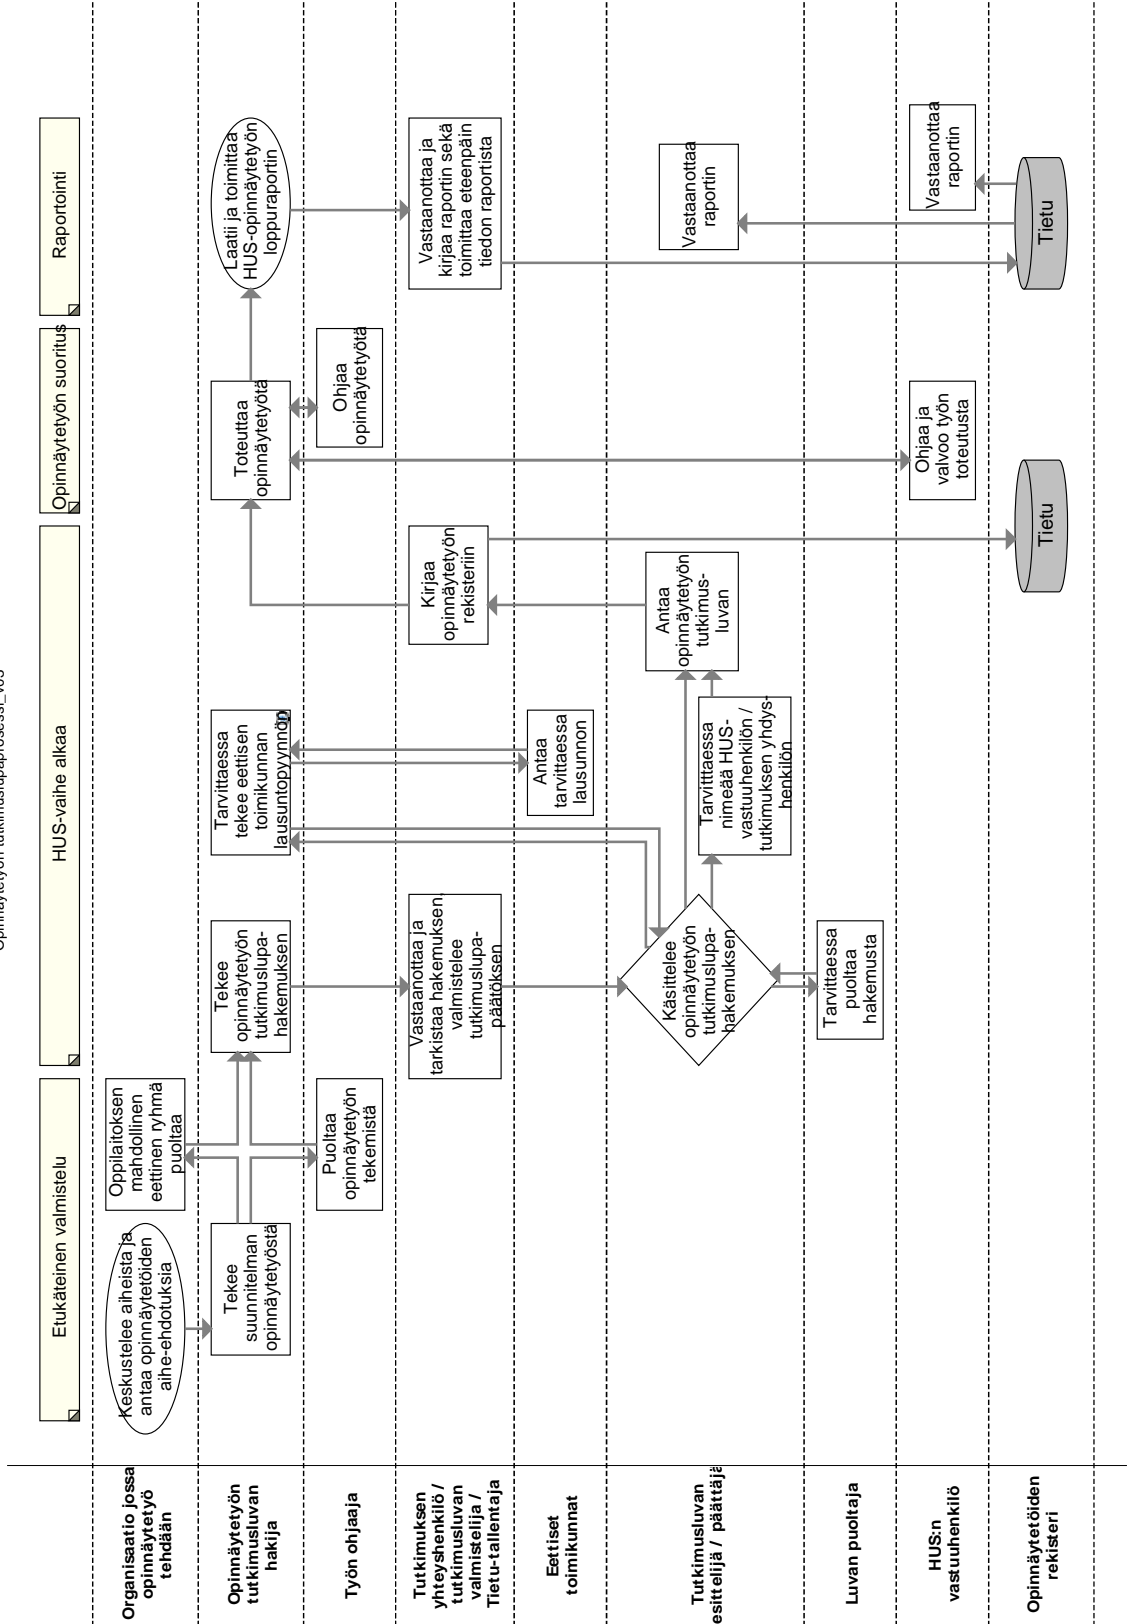 Opinnäytetyön tutkimuslupaprosessi_v05
Etukäteinen valmistelu
HUS-vaihe alkaa
Opinnäytetyön suoritus
Raportointi
Organisaatio jossa
opinnäytetyö
tehdään
Keskustelee aiheista ja
antaa opinnäytetöiden
aihe-ehdotuksia
Oppilaitoksen
mahdollinen
eettinen ryhmä
puoltaa
Opinnäytetyön
tutkimusluvan
hakija
Tekee
suunnitelman
opinnäytetyöstä
Tekee
opinnäytetyön
tutkimuslupa-
hakemuksen
Tarvittaessa
tekee eettisen
toimikunnan
lausuntopyynnön
Toteuttaa
opinnäytetyötä
Laatii ja toimittaa
HUS-opinnäytetyön
loppuraportin
Työn ohjaaja
Puoltaa
opinnäytetyön
tekemistä
Ohjaa
opinnäytetyötä
Tutkimuksen
yhteyshenkilö /
tutkimusluvan
valmistelija /
Tietu-tallentaja
Vastaanottaa ja
tarkistaa hakemuksen,
valmistelee
tutkimuslupa-
päätöksen
Kirjaa
opinnäytetyön
rekisteriin
Vastaanottaa ja
kirjaa raportin sekä
toimittaa eteenpäin
tiedon raportista
Eettiset
toimikunnat
Antaa
tarvittaessa
lausunnon
Tutkimusluvan
esittelijä / päättäjä
Käsittelee
opinnäytetyön
tutkimuslupa-
hakemuksen
Tarvitttaessa
nimeää HUS-
vastuuhenkilön /
tutkimuksen yhdys-
henkilön
Antaa
opinnäytetyön
tutkimus-
luvan
Vastaanottaa
raportin
Luvan puoltaja
Tarvittaessa
puoltaa
hakemusta
HUS:n
vastuuhenkilö
Ohjaa ja
valvoo työn
toteutusta
Vastaanottaa
raportin
Opinnäytetöiden
rekisteri
Tietu
Tietu